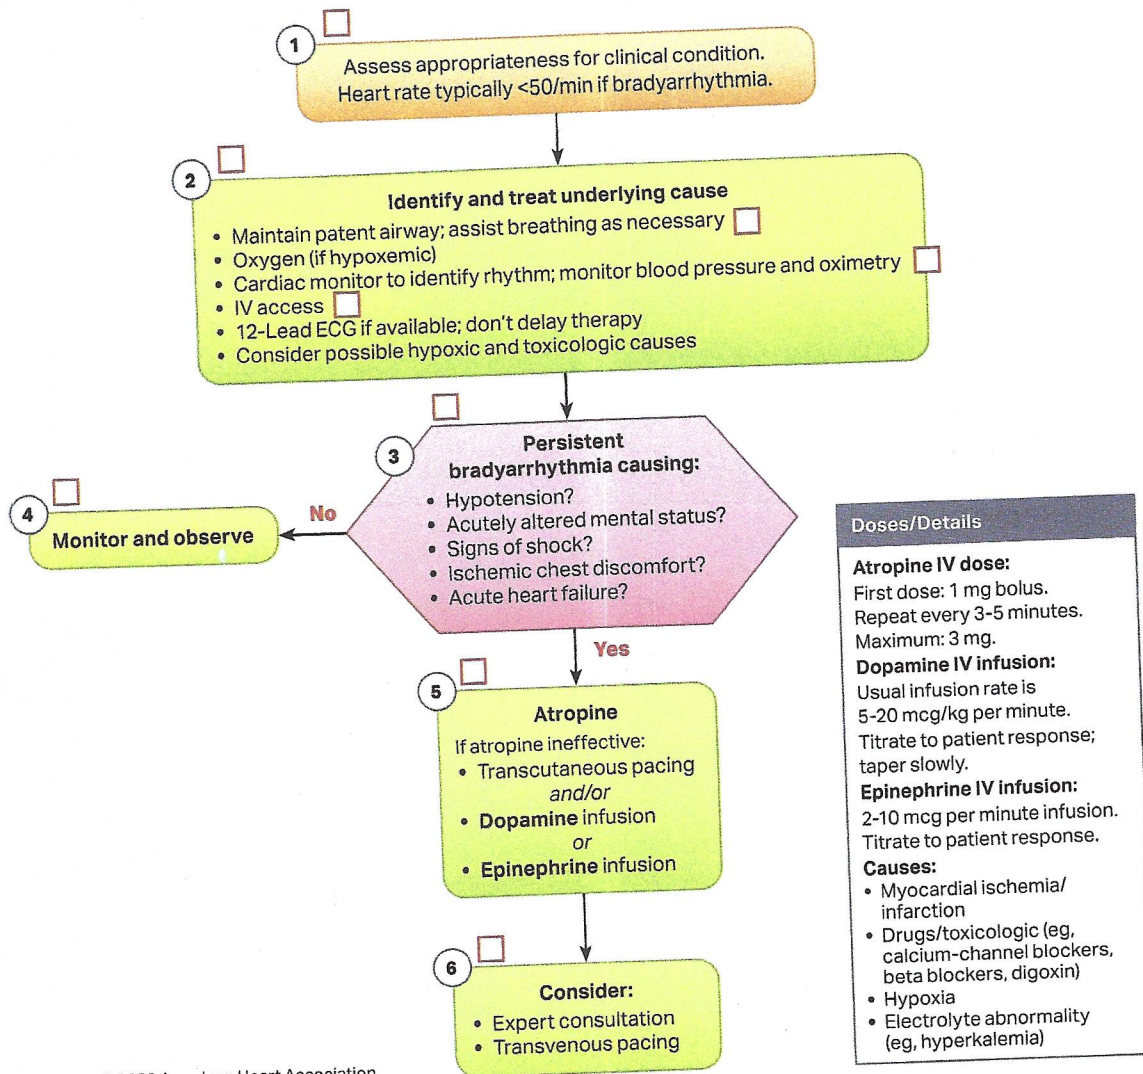 1
Assess appropriateness for clinical condition.
Heart rate typically <50/min if bradyarrhythmia.
2
Identify and treat underlying cause
• Maintain patent airway; assist breathing as necessary
• Oxygen (if hypoxemic)
• Cardiac monitor to identify rhythm; monitor blood pressure and oximetry
• IV access
• 12-Lead ECG if available; don't delay therapy
• Consider possible hypoxic and toxicologic causes
3
Persistent
bradyarrhythmia causing:
• Hypotension?
• Acutely altered mental status?
• Signs of shock?
• Ischemic chest discomfort?
• Acute heart failure?
No
4
Monitor and observe
Yes
5
Atropine
If atropine ineffective:
• Transcutaneous pacing
and/or
• Dopamine infusion
or
• Epinephrine infusion
6
Consider:
• Expert consultation
• Transvenous pacing
Doses/Details
Atropine IV dose:
First dose: 1 mg bolus.
Repeat every 3-5 minutes.
Maximum: 3 mg.
Dopamine IV infusion:
Usual infusion rate is
5-20 mcg/kg per minute.
Titrate to patient response;
taper slowly.
Epinephrine IV infusion:
2-10 mcg per minute infusion.
Titrate to patient response.
Causes:
• Myocardial ischemia/
infarction
• Drugs/toxicologic (eg,
calcium-channel blockers,
beta blockers, digoxin)
• Hypoxia
• Electrolyte abnormality
(eg, hyperkalemia)
Heart Association